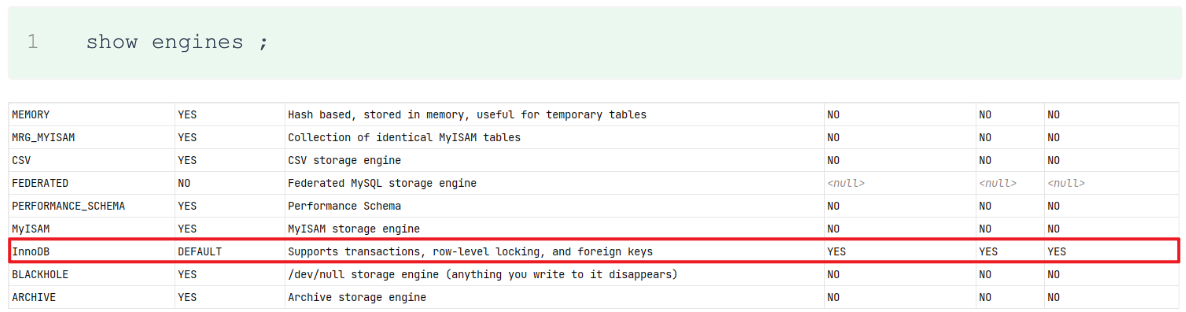 1 show engines ;
MEMORY YES Hash based, stored in memory, useful for temporary tables NO NO NO
MRG_MYISAM YES Collection of identical MyISAM tables NO NO NO
CSV YES CSV storage engine NO NO NO
FEDERATED NO Federated MySQL storage engine <null> <null> <null>
PERFORMANCE_SCHEMA YES Performance Schema NO NO NO
MyISAM YES MyISAM storage engine NO NO NO
InnoDB DEFAULT Supports transactions, row-level locking, and foreign keys YES YES YES
BLACKHOLE YES /dev/null storage engine (anything you write to it disappears) NO NO NO
ARCHIVE YES Archive storage engine NO NO NO